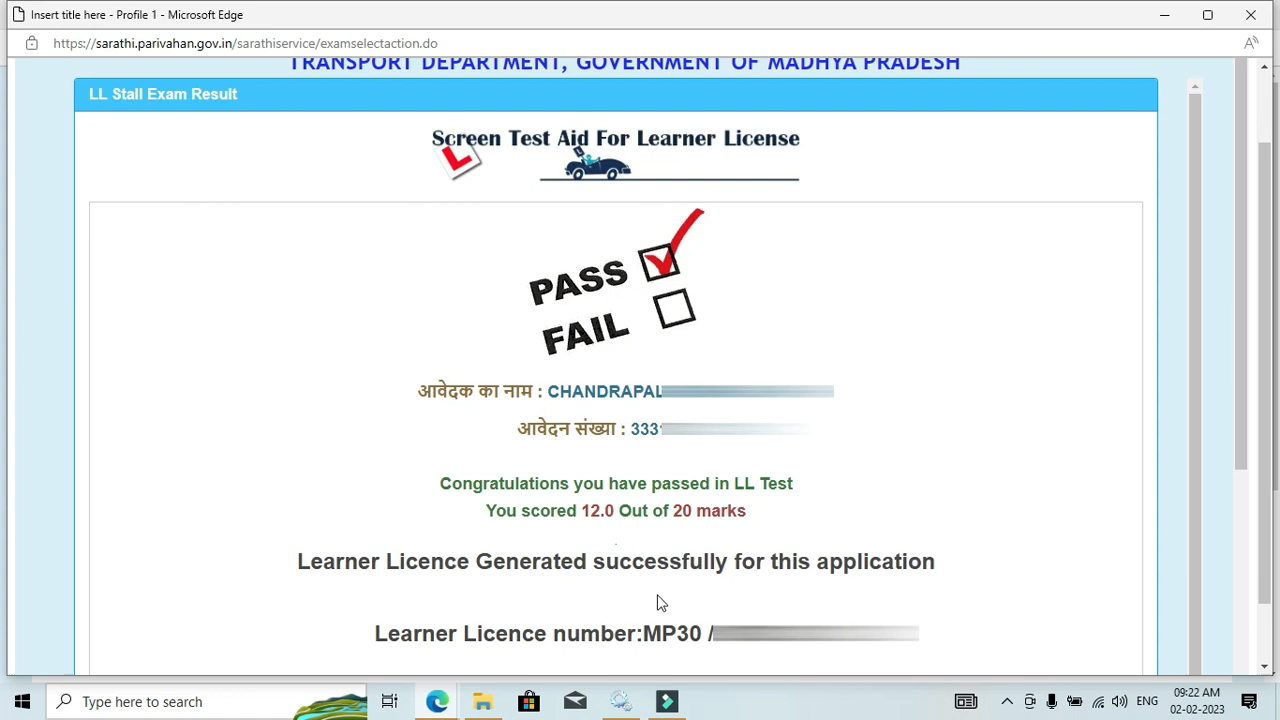 Insert title here - Profile 1 - Microsoft Edge
https://sarathi.parivahan.gov.in/sarathiservice/examselectaction.do
TRANSPORT DEPARTMENT, GOVERNMENT OF MADHYA PRADESH
LL Stall Exam Result
Screen Test Aid For Learner License
L
PASS
FAIL
आवेदक का नाम : CHANDRAPAL
आवेदन संख्या : 333
Congratulations you have passed in LL Test
You scored 12.0 Out of 20 marks
Learner Licence Generated successfully for this application
Learner Licence number:MP30 /
Type here to search
ENG
09:22 AM
02-02-2023